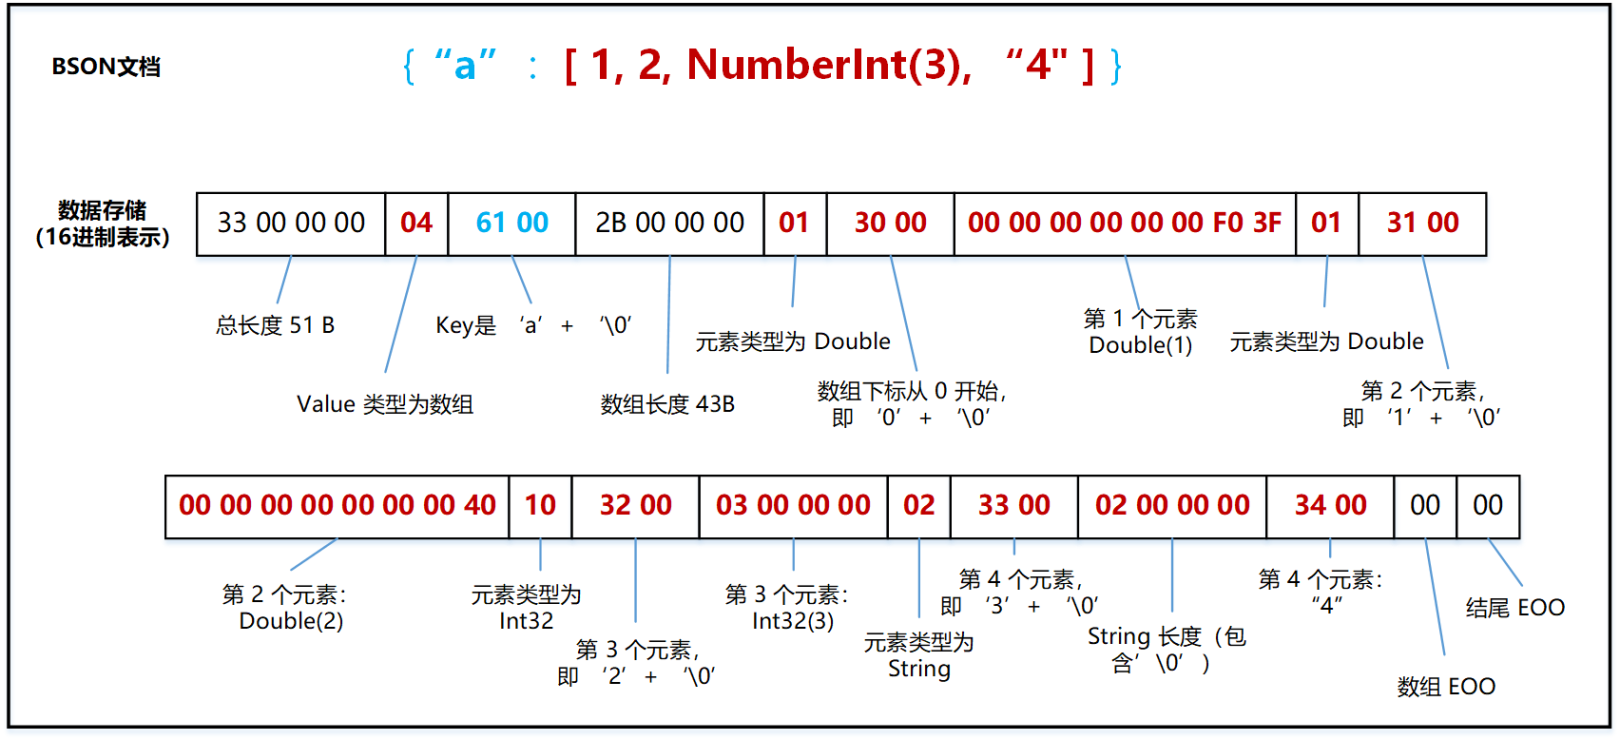 BSON文档
{ “a” : [ 1, 2, NumberInt(3), “4" ] }
数据存储
(16进制表示)
33 00 00 00 04 61 00 2B 00 00 00 01 30 00 00 00 00 00 00 00 F0 3F 01 31 00
总长度 51 B
Key是 ‘a’ + ‘\0’
Value 类型为数组
数组长度 43B
元素类型为 Double
数组下标从 0 开始，
即 ‘0’ + ‘\0’
第 1 个元素
Double(1)
元素类型为 Double
第 2 个元素，
即 ‘1’ + ‘\0’
00 00 00 00 00 00 00 40 10 32 00 03 00 00 00 02 33 00 02 00 00 00 34 00 00 00
第 2 个元素：
Double(2)
元素类型为
Int32
第 3 个元素，
即 ‘2’ + ‘\0’
第 3 个元素：
Int32(3)
元素类型为
String
第 4 个元素，
即 ‘3’ + ‘\0’
String 长度（包
含’\0’）
第 4 个元素：
“4”
数组 EOO
结尾 EOO